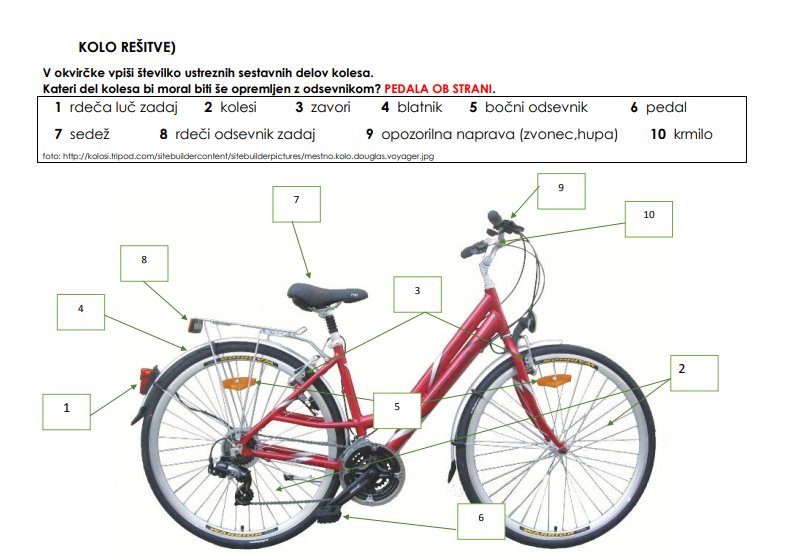 KOLO REŠITVE)
V okvirčke vpiši številko ustreznih sestavnih delov kolesa.
Kateri del kolesa bi moral biti še opremljen z odsevnikom? PEDALA OB STRANI.
1 rdeča luč zadaj 2 kolesi 3 zavori 4 blatnik 5 bočni odsevnik 6 pedal
7 sedež 8 rdeči odsevnik zadaj 9 opozorilna naprava (zvonec,hupa) 10 krmilo
foto: http://kolosi.tripod.com/sitebuildercontent/sitebuilderpictures/mestno.kolo.douglas.voyager.jpg
9
7
10
8
3
4
2
1
5
6
WARRIOR
WARRIOR